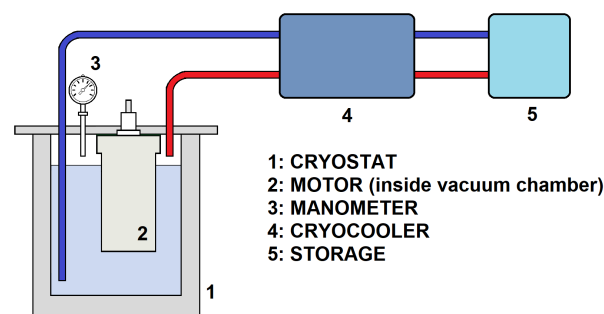 3
4
5
1: CRYOSTAT
2: MOTOR (inside vacuum chamber)
3: MANOMETER
4: CRYOCOOLER
5: STORAGE
2
1